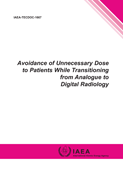 IAEA-TECDOC-1667
Avoidance of Unnecessary Dose
to Patients While Transitioning
from Analogue to
Digital Radiology
IAEA